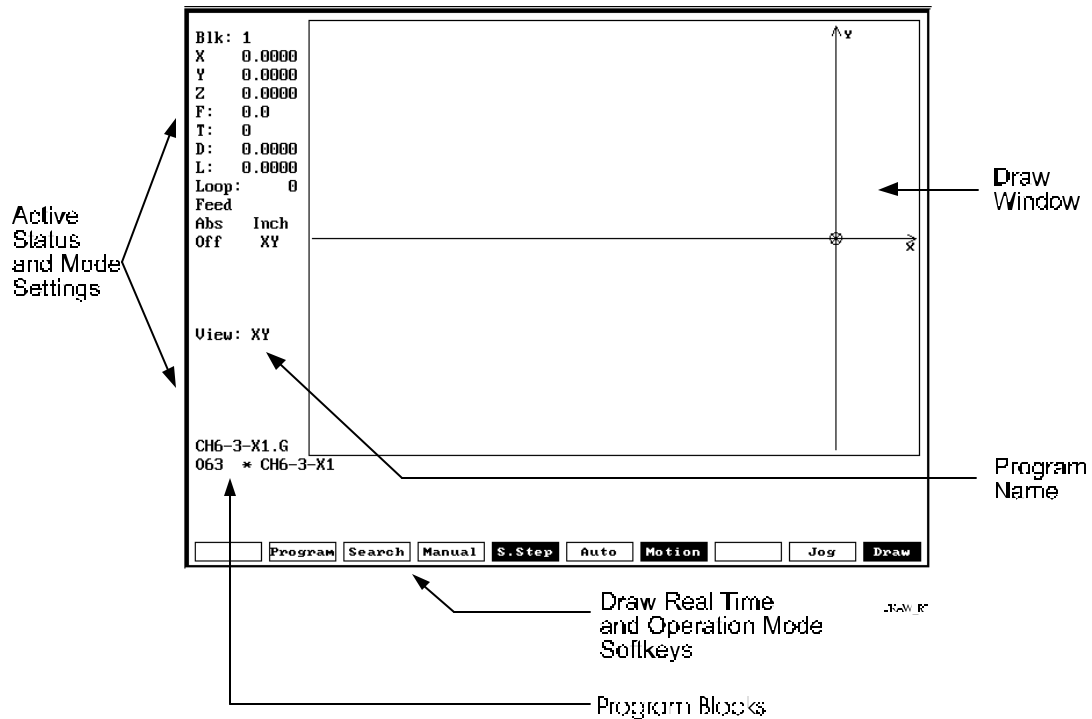 Blk: 1
X 0.0000
Y 0.0000
Z 0.0000
F: 0.0
T: 0
D: 0.0000
L: 0.0000
Loop: 0
Feed
Abs Inch
Off XY
View: XY
CH6-3-X1.G
O63 * CH6-3-X1
Y
X
Program Search Manual S.Step Auto Motion Jog Draw
Active
Status
and Mode
Settings
Draw
Window
Program
Name
Draw Real Time
and Operation Mode
Softkeys
Program Blocks